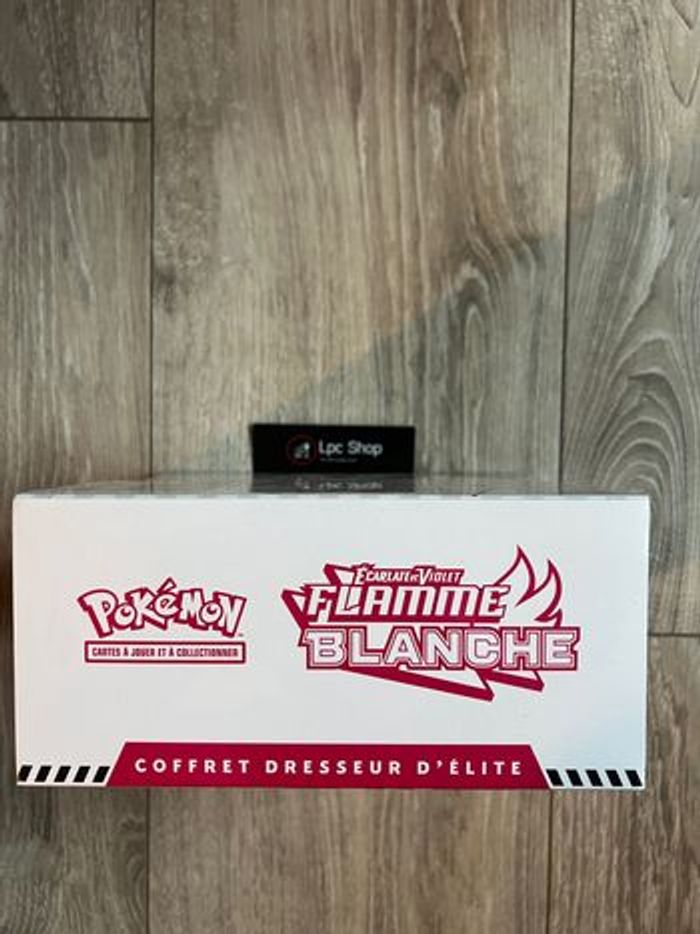 Lpc Shop
POKéMON
CARTES À JOUER ET À COLLECTIONNER
ÉCARLATE ET VIOLET
FLAMME
BLANCHE
COFFRET DRESSEUR D'ÉLITE